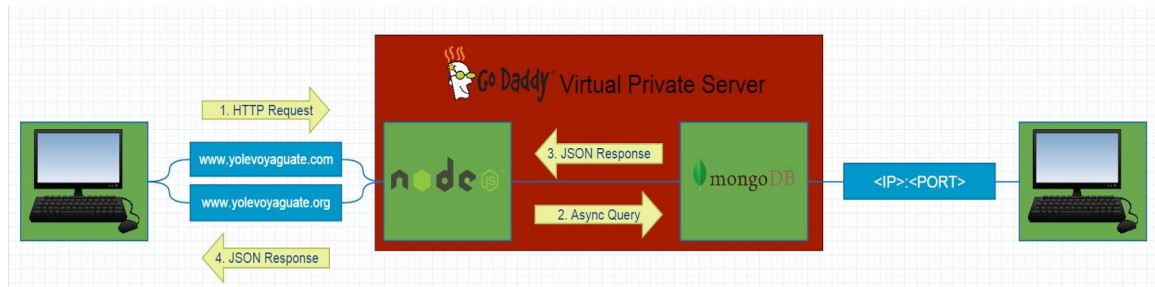 Go Daddy Virtual Private Server
1. HTTP Request
www.yolevoyaguate.com
www.yolevoyaguate.org
4. JSON Response
node JS
3. JSON Response
2. Async Query
mongoDB
<IP>:<PORT>